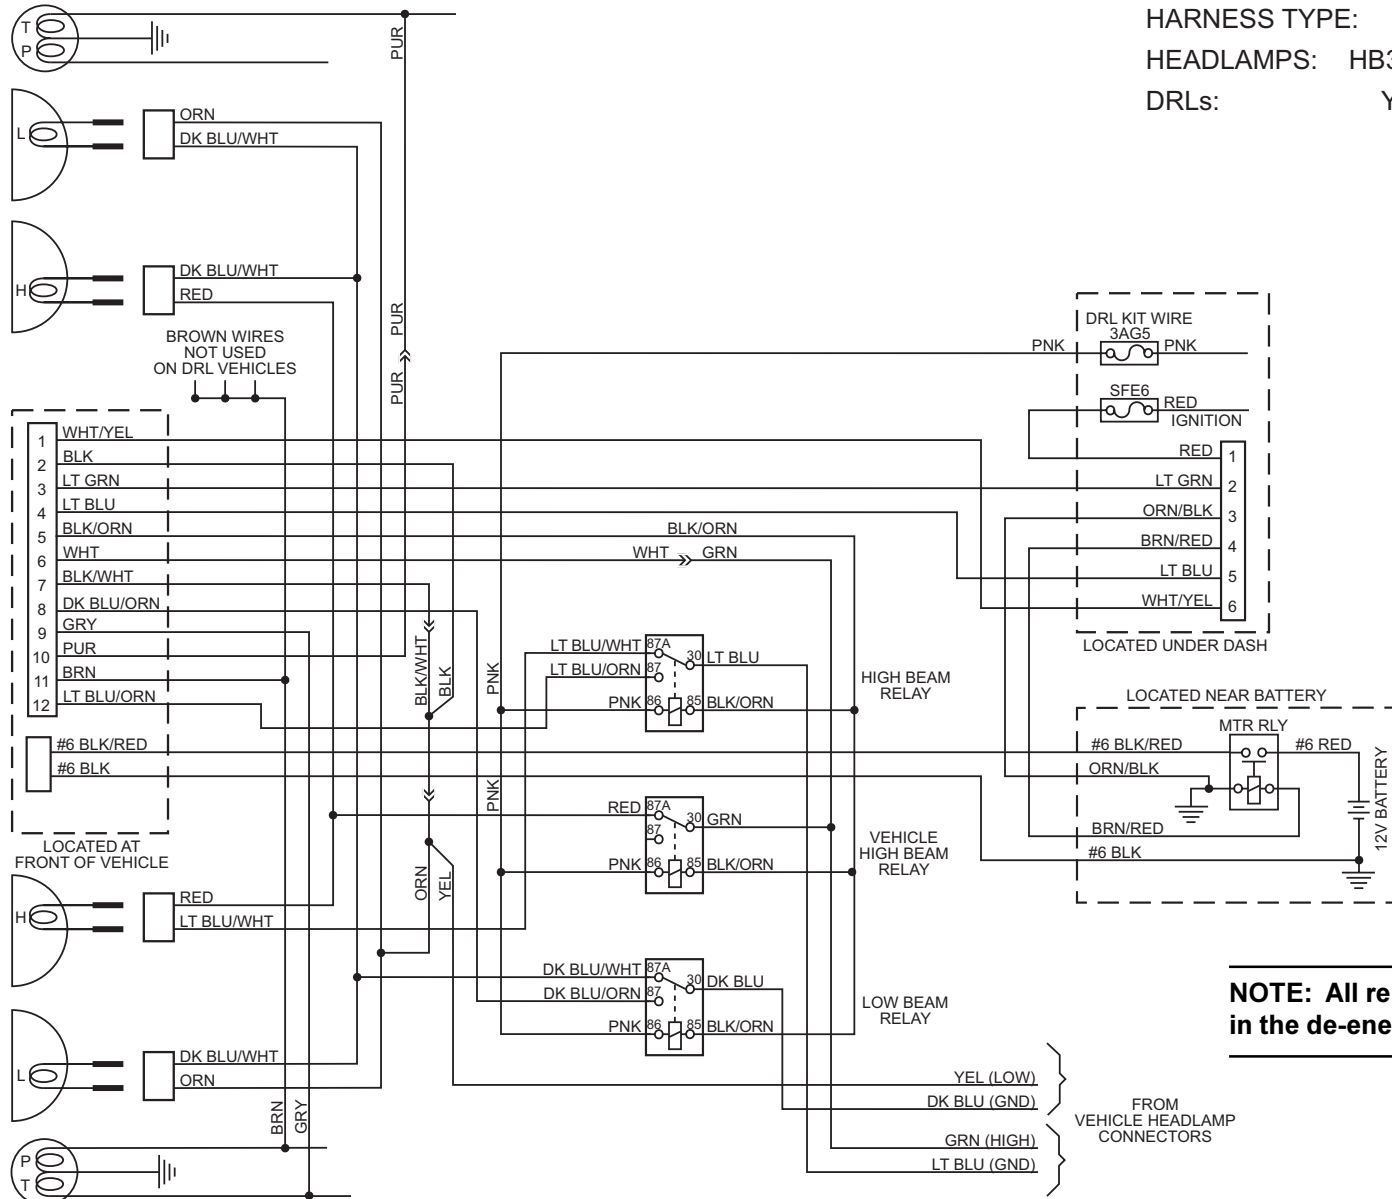 HARNESS TYPE:
HEADLAMPS: HB3
DRLs: Y
T
P
PUR
L
ORN
DK BLU/WHT
H
DK BLU/WHT
RED
BROWN WIRES
NOT USED
ON DRL VEHICLES
PUR
PUR
DRL KIT WIRE
3AG5
PNK
PNK
SFE6
RED
IGNITION
1 WHT/YEL
2 BLK
3 LT GRN
4 LT BLU
5 BLK/ORN
6 WHT
7 BLK/WHT
8 DK BLU/ORN
9 GRY
10 PUR
11 BRN
12 LT BLU/ORN
#6 BLK/RED
#6 BLK
LOCATED AT
FRONT OF VEHICLE
BLK/ORN
WHT GRN
BLK/WHT
BLK
PNK
PNK
RED 1
LT GRN 2
ORN/BLK 3
BRN/RED 4
LT BLU 5
WHT/YEL 6
LOCATED UNDER DASH
LT BLU/WHT 87A
30 LT BLU
LT BLU/ORN 87
PNK 86 85 BLK/ORN
HIGH BEAM
RELAY
LOCATED NEAR BATTERY
MTR RLY
#6 BLK/RED
#6 RED
ORN/BLK
BRN/RED
#6 BLK
12V BATTERY
RED 87A
30 GRN
87
PNK 86 85 BLK/ORN
VEHICLE
HIGH BEAM
RELAY
ORN
YEL
H
RED
LT BLU/WHT
DK BLU/WHT 87A
30 DK BLU
DK BLU/ORN 87
PNK 86 85 BLK/ORN
LOW BEAM
RELAY
NOTE: All re
in the de-ene
L
DK BLU/WHT
ORN
BRN
GRY
P
T
YEL (LOW)
DK BLU (GND)
GRN (HIGH)
LT BLU (GND)
FROM
VEHICLE HEADLAMP
CONNECTORS